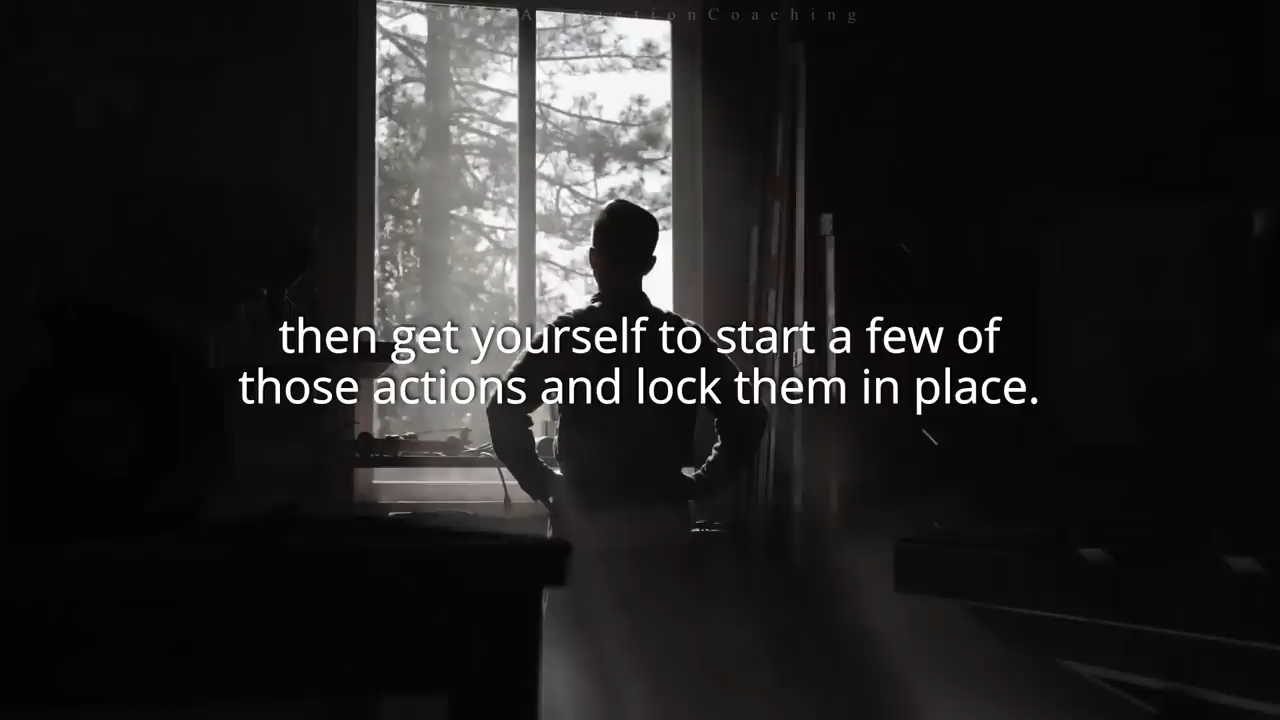 then get yourself to start a few of
those actions and lock them in place.